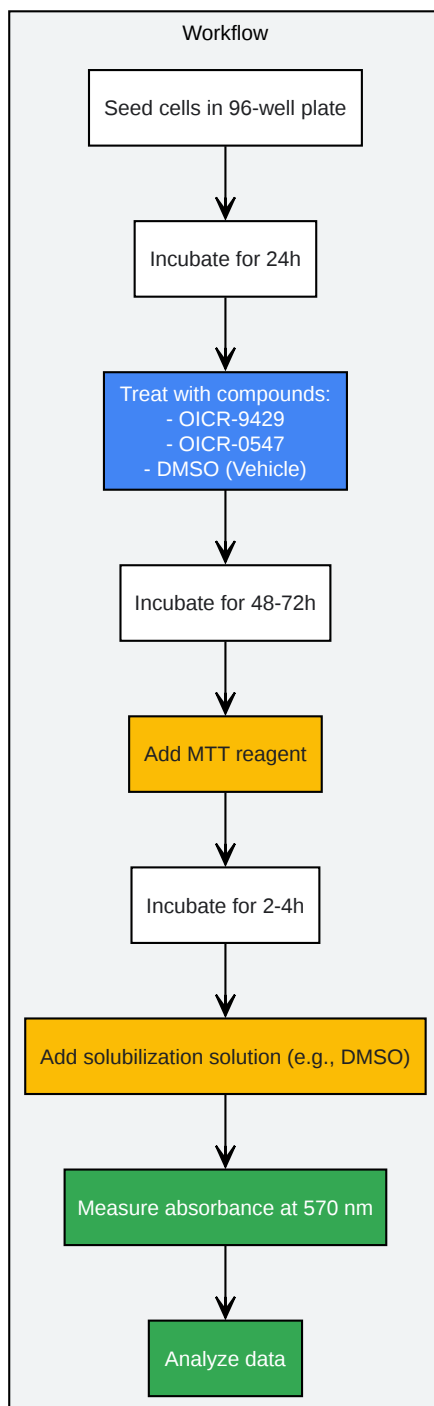 Workflow
Seed cells in 96-well plate
Incubate for 24h
Treat with compounds:
- OICR-9429
- OICR-0547
- DMSO (Vehicle)
Incubate for 48-72h
Add MTT reagent
Incubate for 2-4h
Add solubilization solution (e.g., DMSO)
Measure absorbance at 570 nm
Analyze data